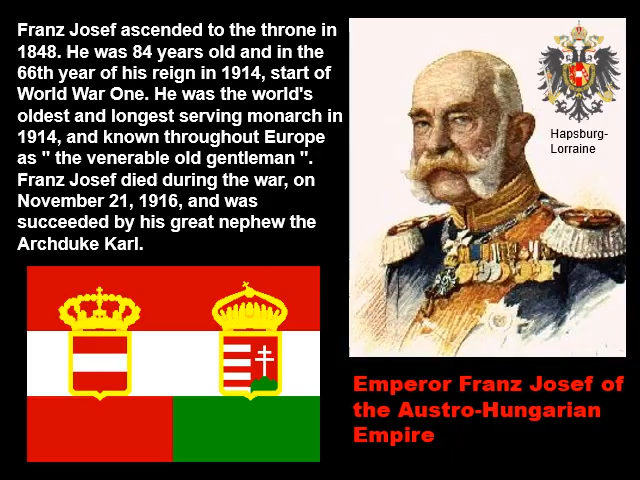 Franz Josef ascended to the throne in
1848. He was 84 years old and in the
66th year of his reign in 1914, start of
World War One. He was the world's
oldest and longest serving monarch in
1914, and known throughout Europe
as " the venerable old gentleman ".
Franz Josef died during the war, on
November 21, 1916, and was
succeeded by his great nephew the
Archduke Karl.
Hapsburg-
Lorraine
Emperor Franz Josef of
the Austro-Hungarian
Empire